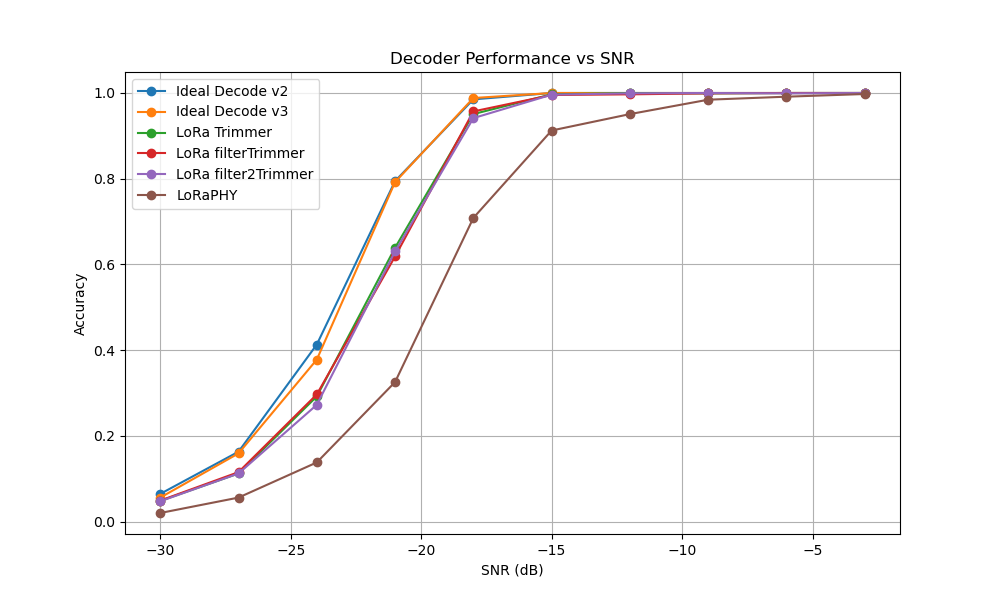 Decoder Performance vs SNR
Ideal Decode v2
Ideal Decode v3
LoRa Trimmer
LoRa filterTrimmer
LoRa filter2Trimmer
LoRaPHY
1.0
0.8
0.6
0.4
0.2
0.0
Accuracy
−30 −25 −20 −15 −10 −5
SNR (dB)